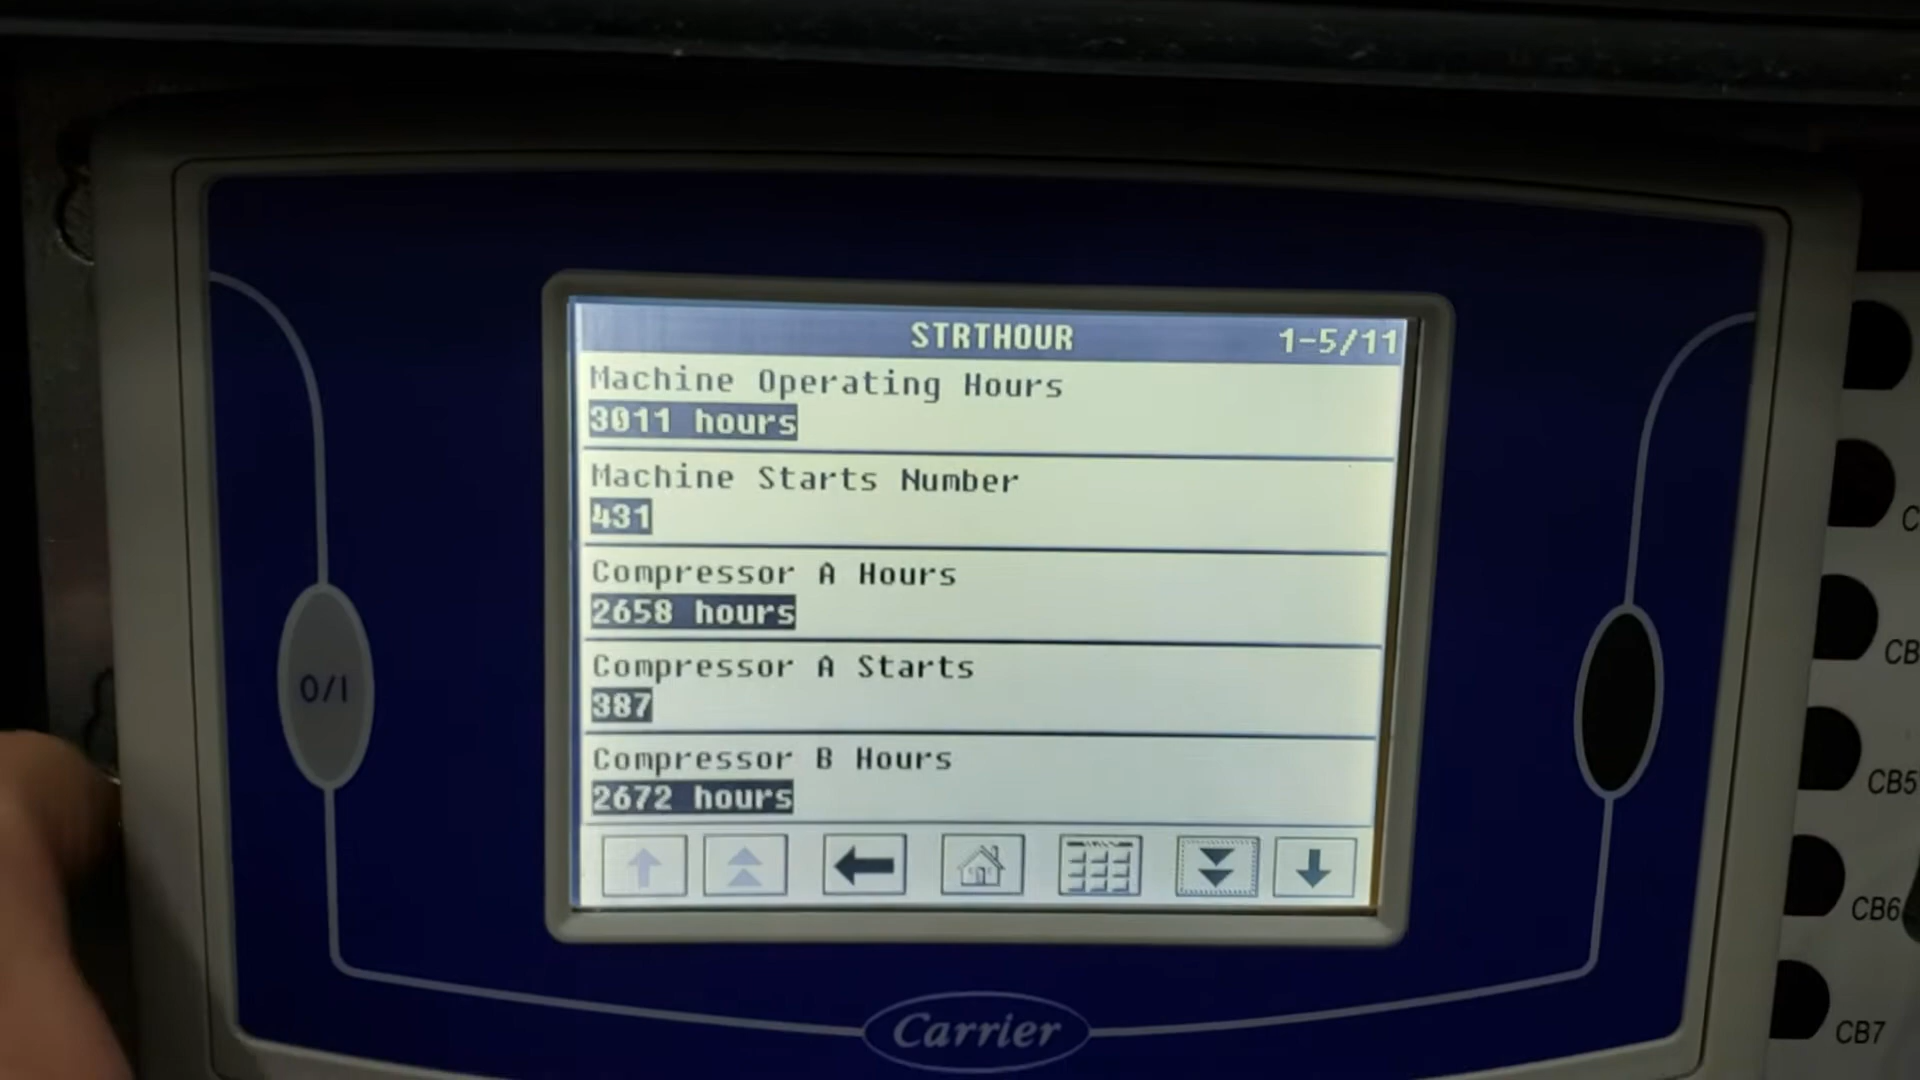 STRTHOUR 1-5/11
Machine Operating Hours
3011 hours
Machine Starts Number
431
Compressor A Hours
2658 hours
Compressor A Starts
387
Compressor B Hours
2672 hours
0/I
Carrier
C
CB
CB5
CB6
CB7